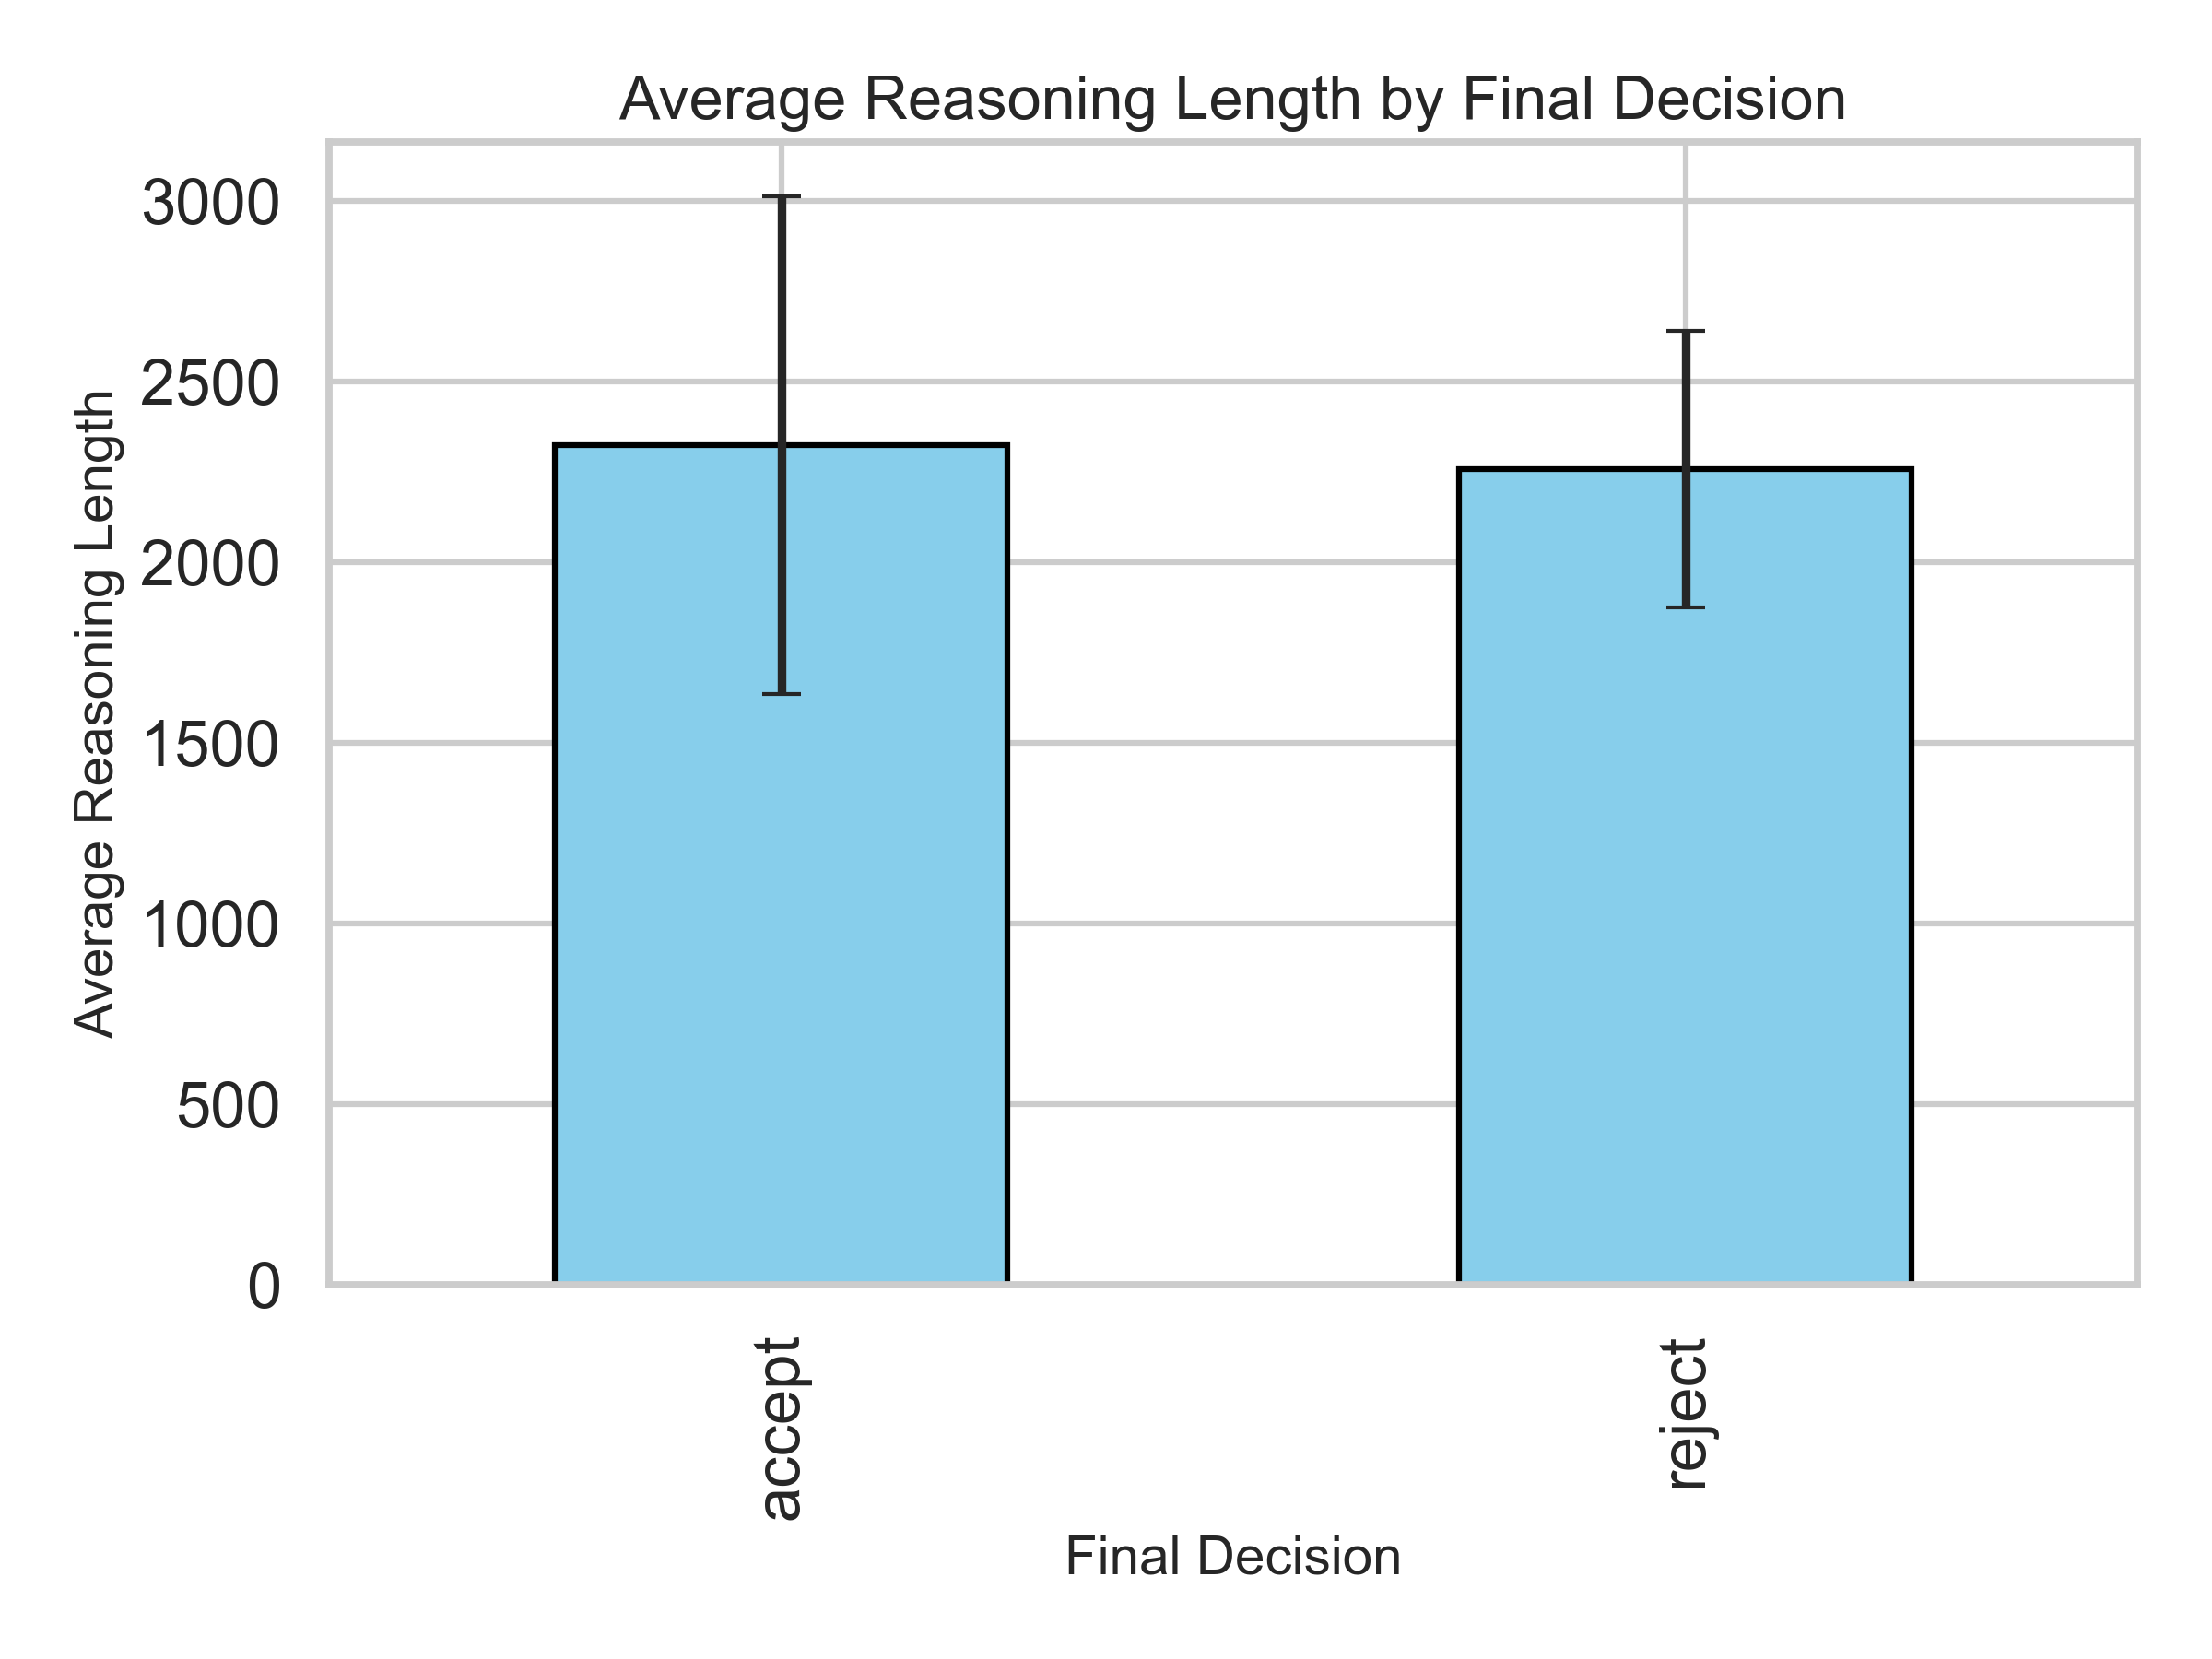 Average Reasoning Length by Final Decision
Average Reasoning Length
3000
2500
2000
1500
1000
500
0
accept
reject
Final Decision